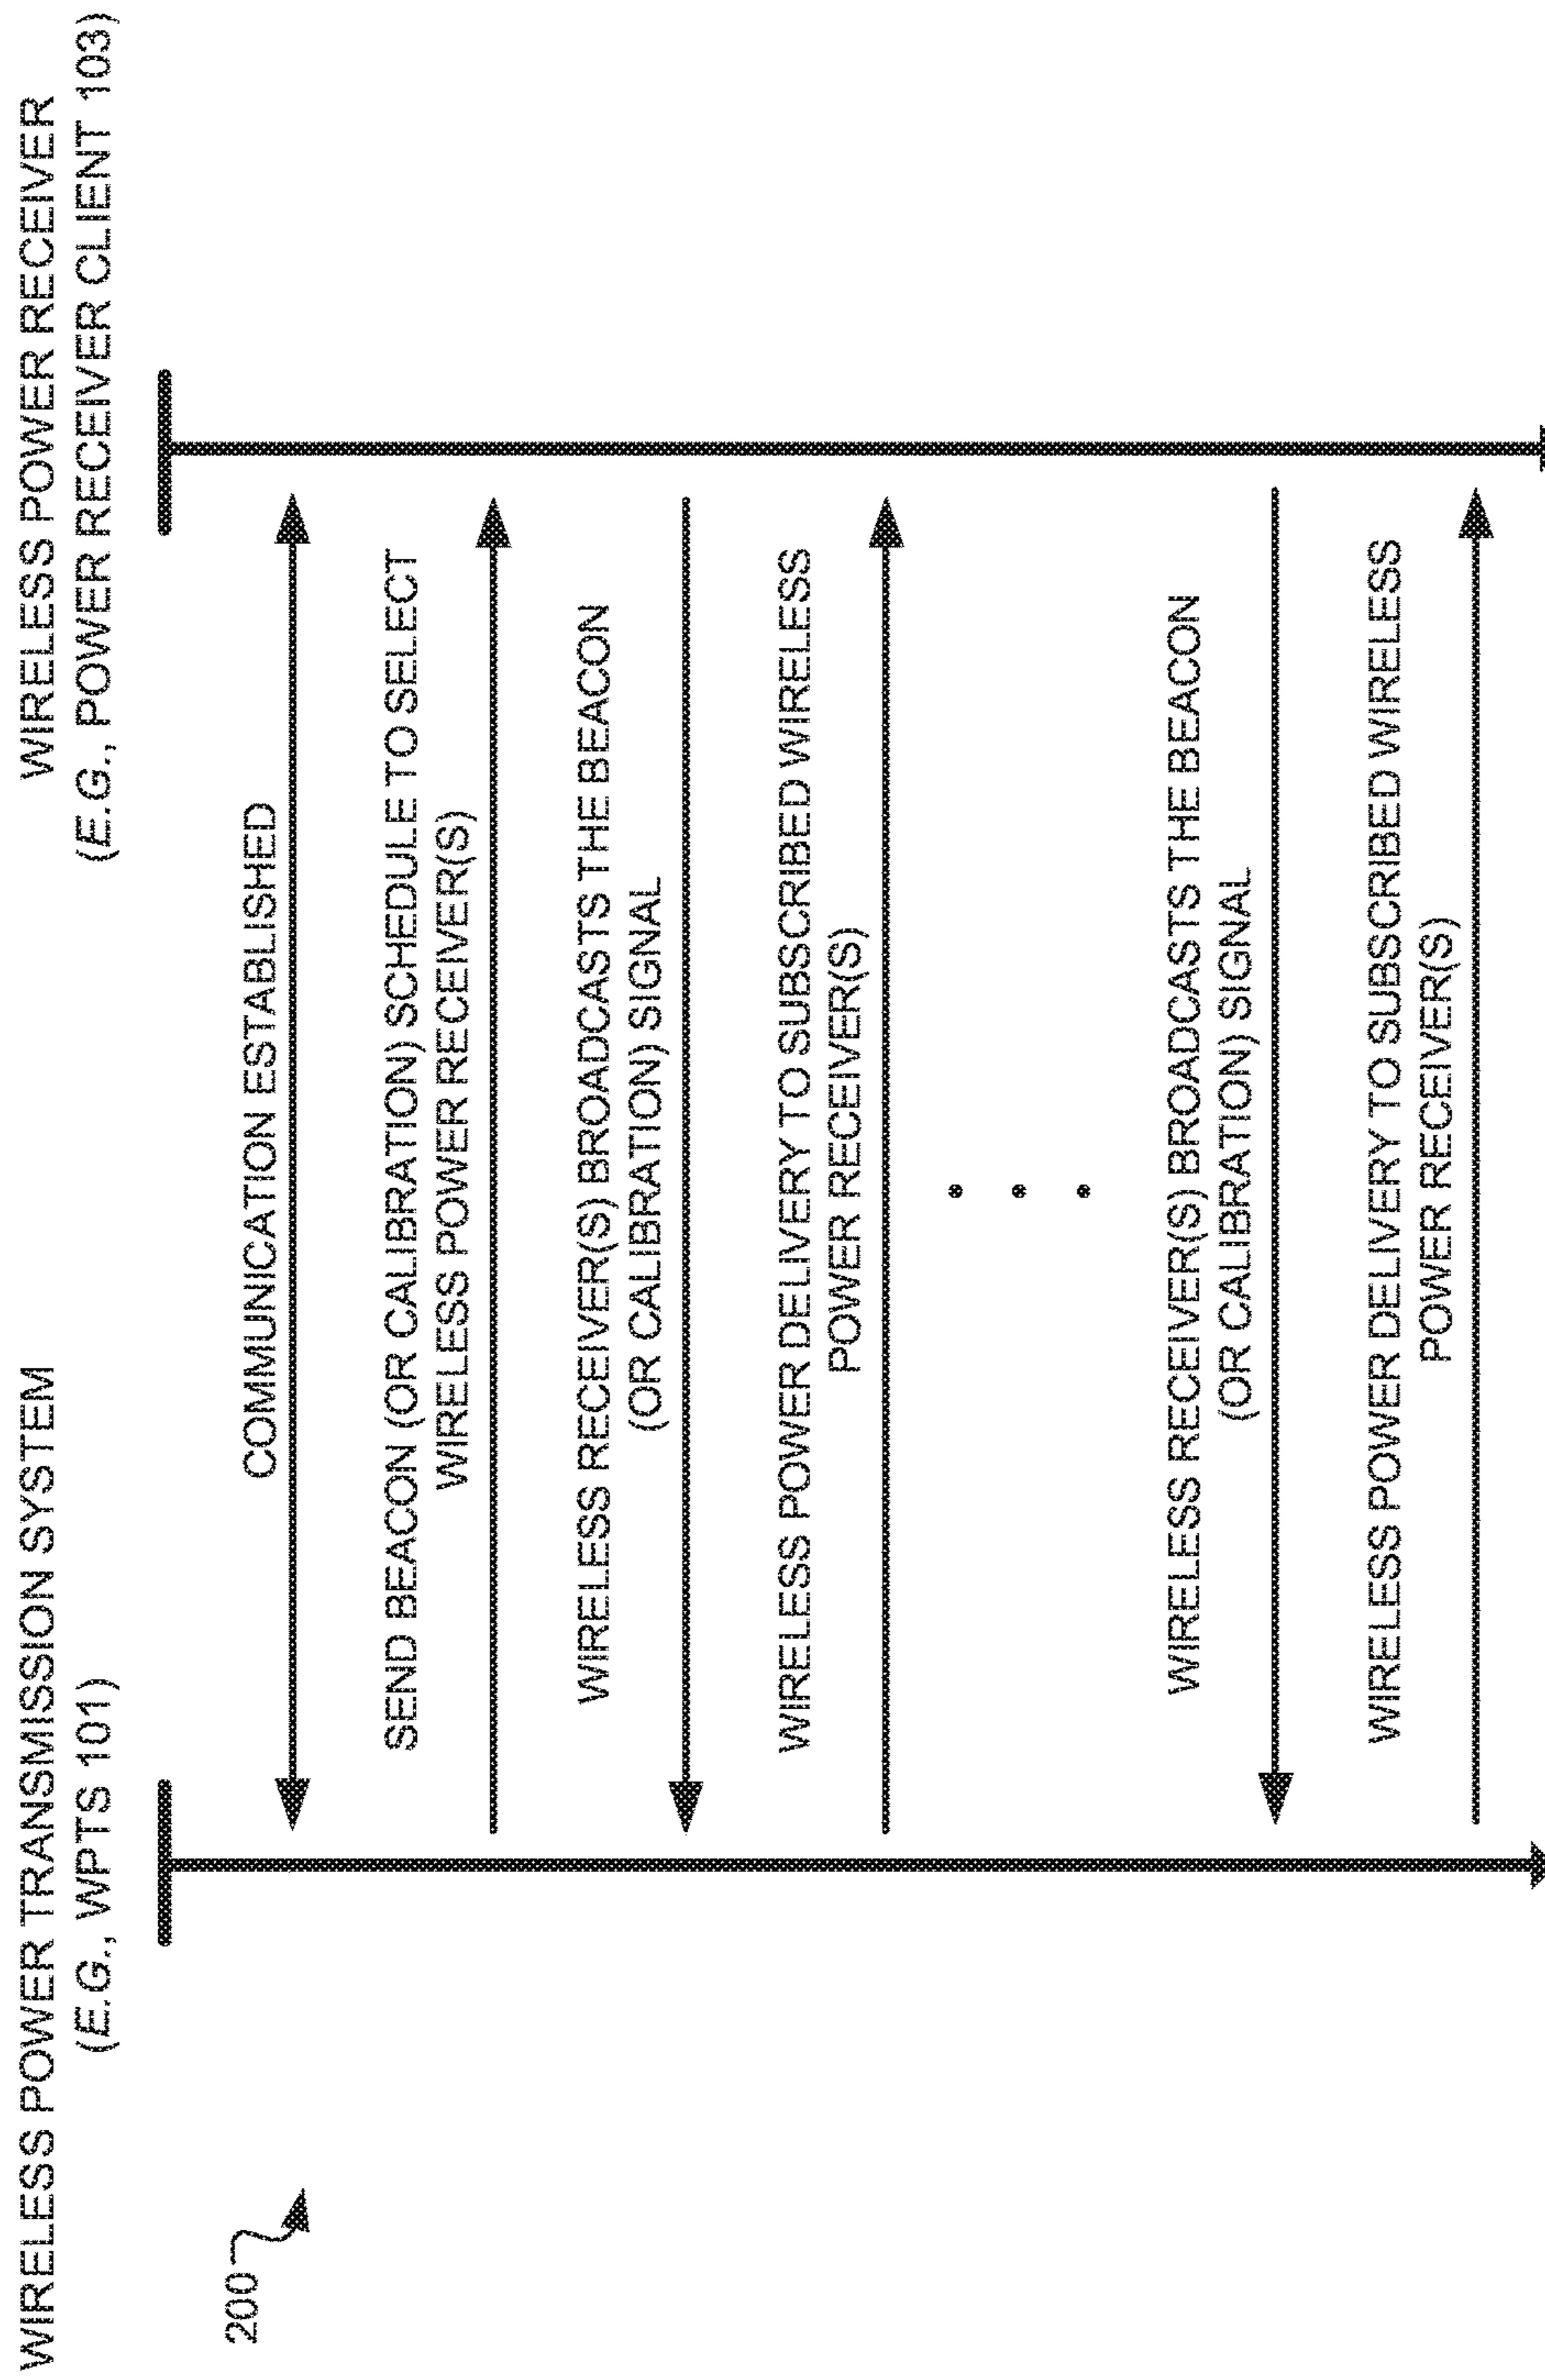 WIRELESS POWER TRANSMISSION SYSTEM
(E.G., WPTS 101)
WIRELESS POWER RECEIVER
(E.G., POWER RECEIVER CLIENT 103)
200
COMMUNICATION ESTABLISHED
SEND BEACON (OR CALIBRATION) SCHEDULE TO SELECT
WIRELESS POWER RECEIVER(S)
WIRELESS RECEIVER(S) BROADCASTS THE BEACON
(OR CALIBRATION) SIGNAL
WIRELESS POWER DELIVERY TO SUBSCRIBED WIRELESS
POWER RECEIVER(S)
WIRELESS RECEIVER(S) BROADCASTS THE BEACON
(OR CALIBRATION) SIGNAL
WIRELESS POWER DELIVERY TO SUBSCRIBED WIRELESS
POWER RECEIVER(S)